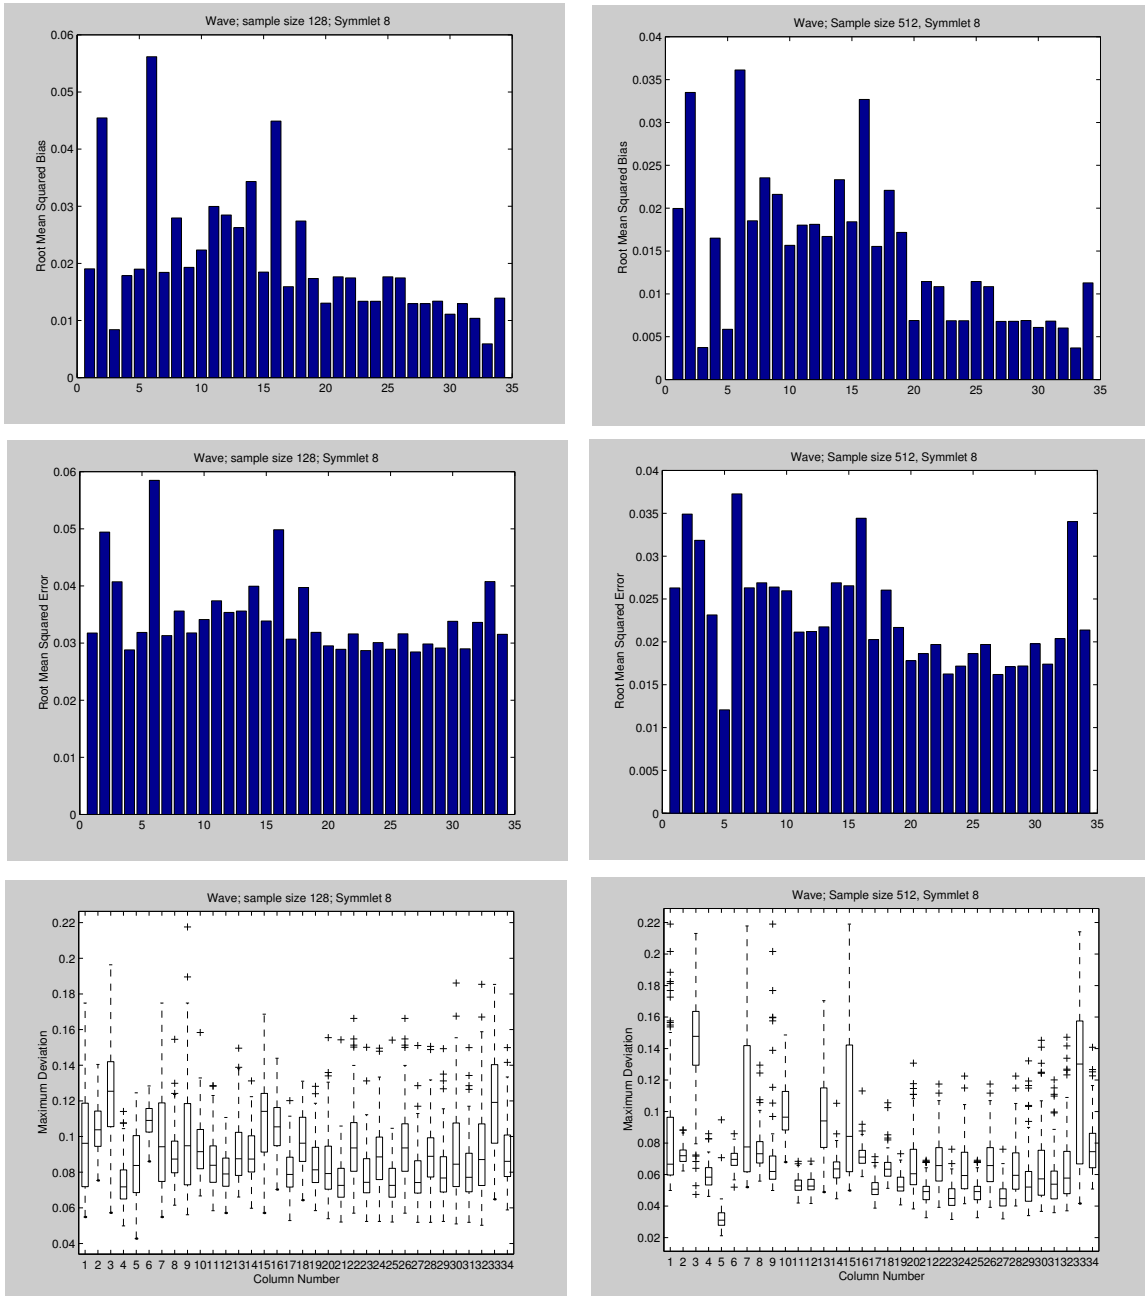 Wave; sample size 128; Symmlet 8
Root Mean Squared Bias
0.06
0.05
0.04
0.03
0.02
0.01
0
0 5 10 15 20 25 30 35
Wave; Sample size 512, Symmlet 8
Root Mean Squared Bias
0.04
0.035
0.03
0.025
0.02
0.015
0.01
0.005
0
0 5 10 15 20 25 30 35
Wave; sample size 128; Symmlet 8
Root Mean Squared Error
0.06
0.05
0.04
0.03
0.02
0.01
0
0 5 10 15 20 25 30 35
Wave; Sample size 512, Symmlet 8
Root Mean Squared Error
0.04
0.035
0.03
0.025
0.02
0.015
0.01
0.005
0
0 5 10 15 20 25 30 35
Wave; sample size 128; Symmlet 8
Maximum Deviation
0.22
0.2
0.18
0.16
0.14
0.12
0.1
0.08
0.06
0.04
1 2 3 4 5 6 7 8 9 10 11 12 13 14 15 16 17 18 19 20 21 22 23 24 25 26 27 28 29 30 31 32 33 34
Column Number
Wave; Sample size 512, Symmlet 8
Maximum Deviation
0.22
0.2
0.18
0.16
0.14
0.12
0.1
0.08
0.06
0.04
0.02
1 2 3 4 5 6 7 8 9 10 11 12 13 14 15 16 17 18 19 20 21 22 23 24 25 26 27 28 29 30 31 32 33 34
Column Number